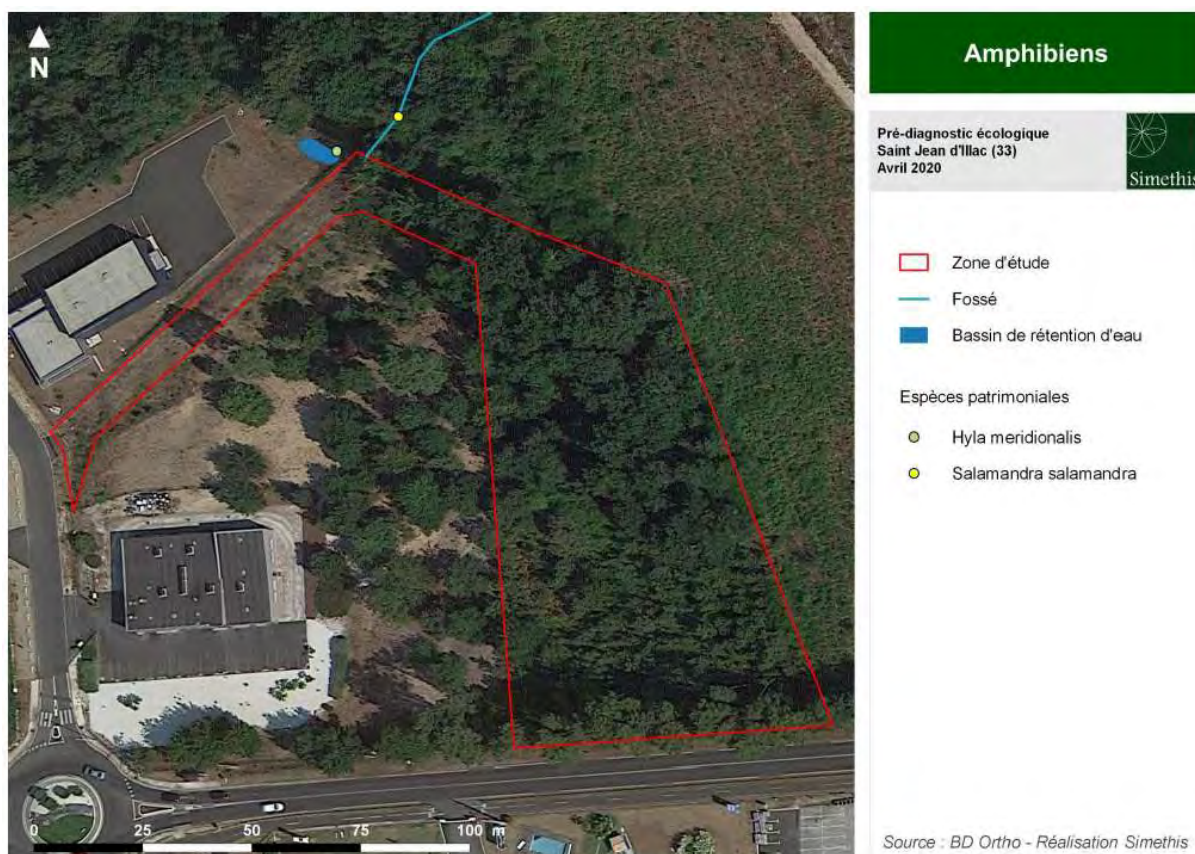 N
0 25 50 75 100 m
Amphibiens
Pré-diagnostic écologique
Saint Jean d'Illac (33)
Avril 2020
Simethis
Zone d'étude
Fossé
Bassin de rétention d'eau
Espèces patrimoniales
Hyla meridionalis
Salamandra salamandra
Source : BD Ortho - Réalisation Simethis